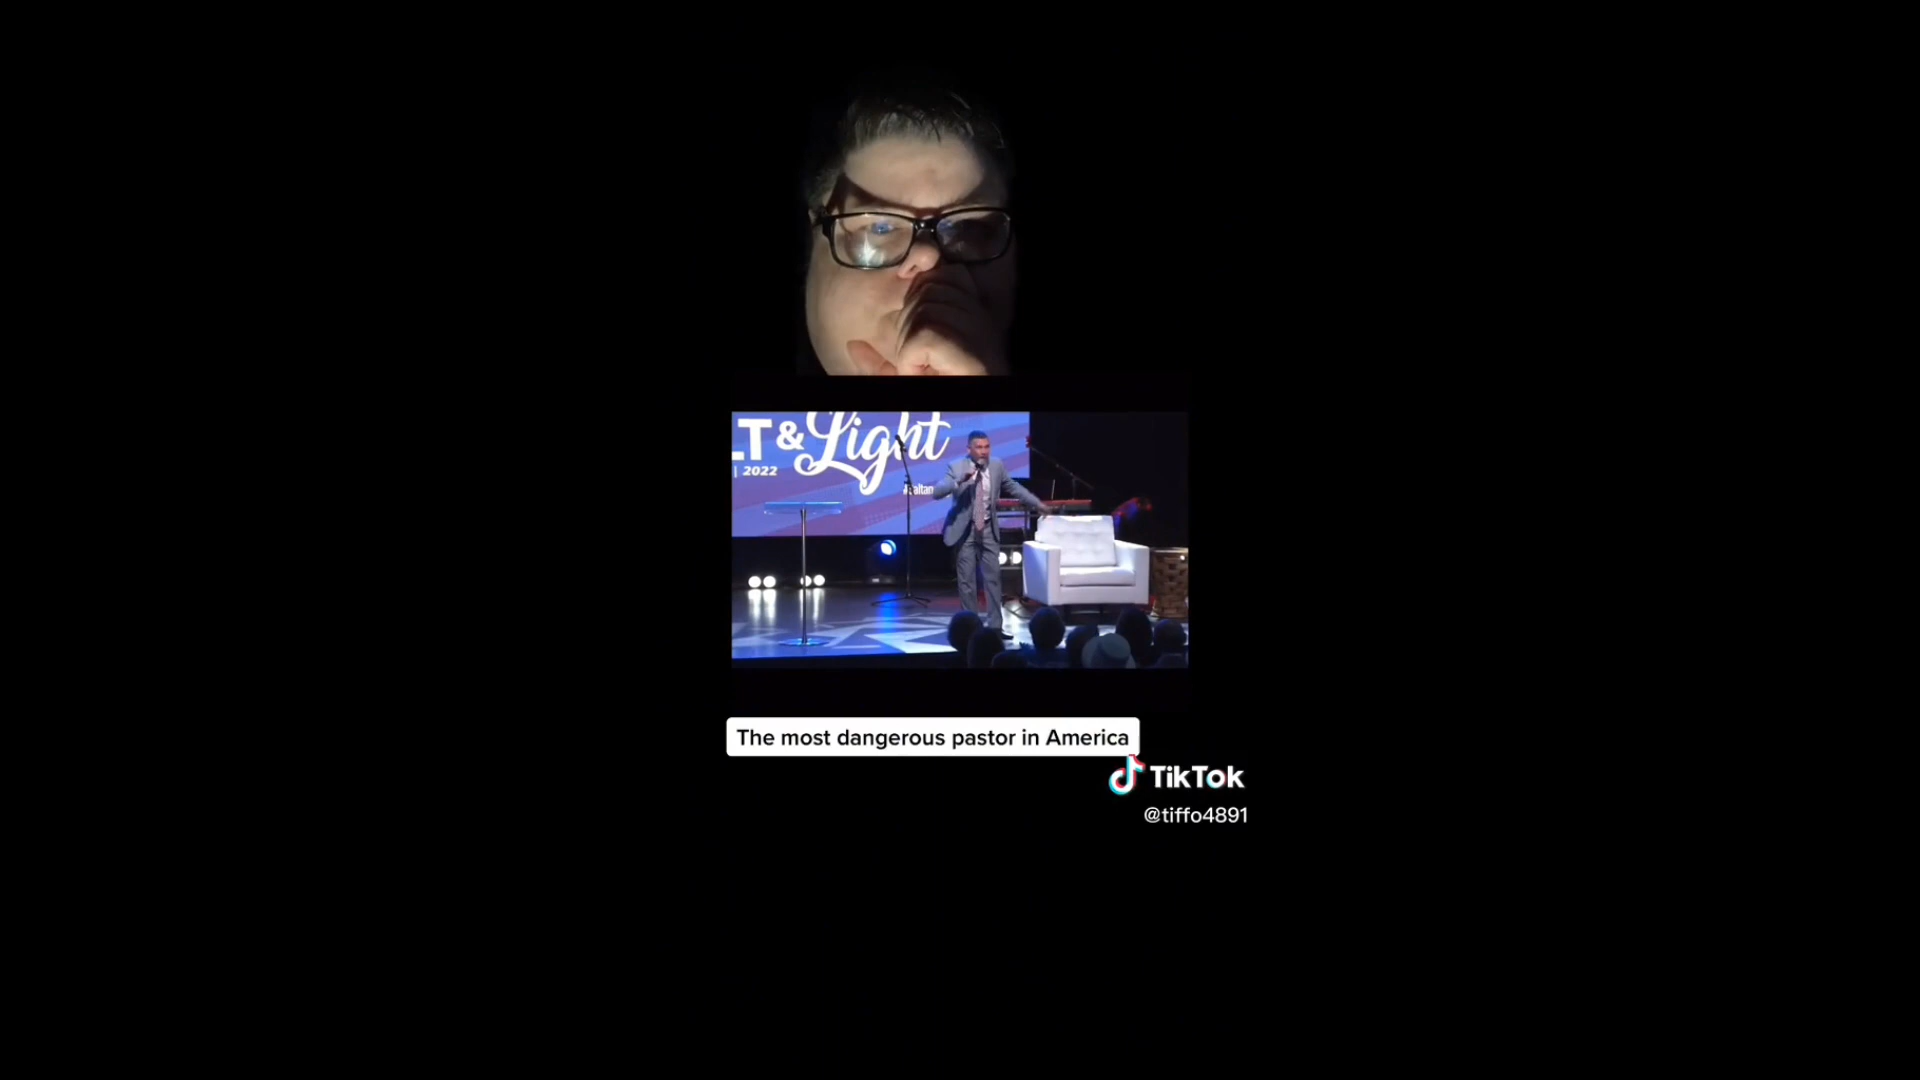 LT & Light
| 2022
The most dangerous pastor in America
TikTok
@tiffo4891